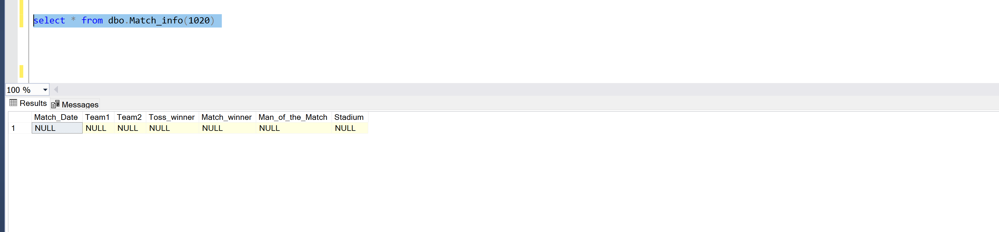 select * from dbo.Match_info(1020)
100 %
Results Messages
Match_Date Team1 Team2 Toss_winner Match_winner Man_of_the_Match Stadium
1 NULL NULL NULL NULL NULL NULL NULL